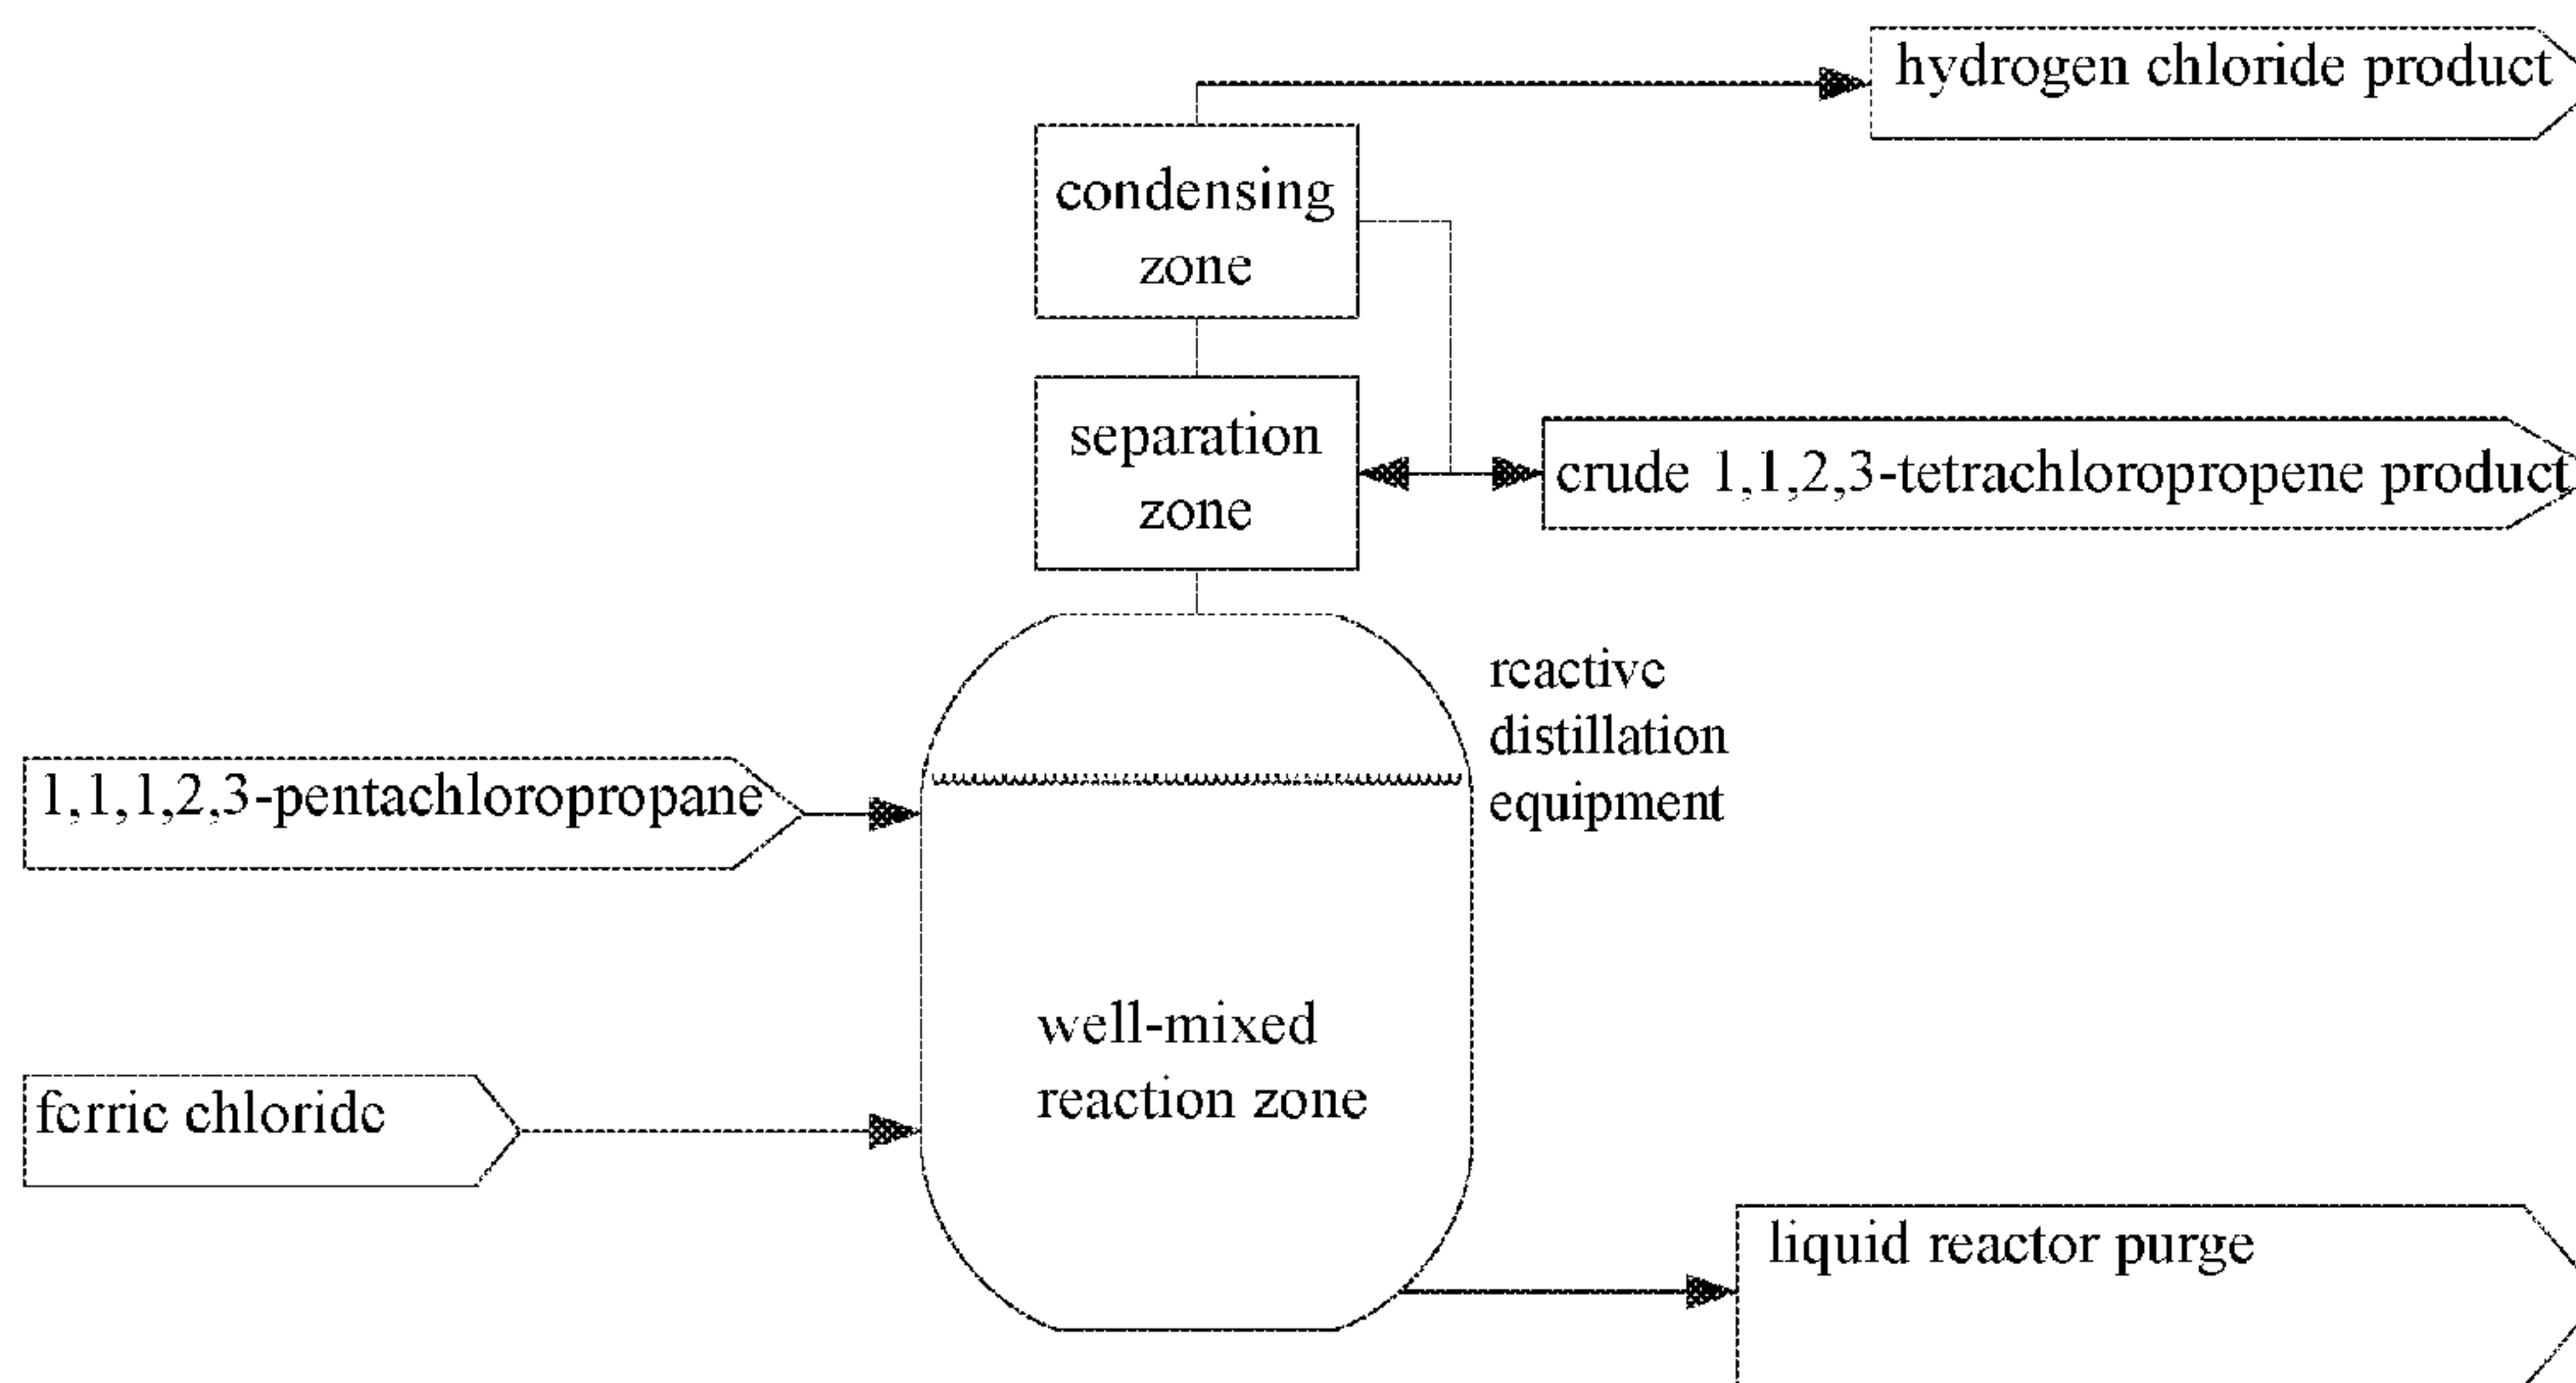 hydrogen chloride product
condensing
zone
separation
zone
crude 1,1,2,3-tetrachloropropene product
reactive
distillation
equipment
1,1,1,2,3-pentachloropropane
well-mixed
reaction zone
ferric chloride
liquid reactor purge